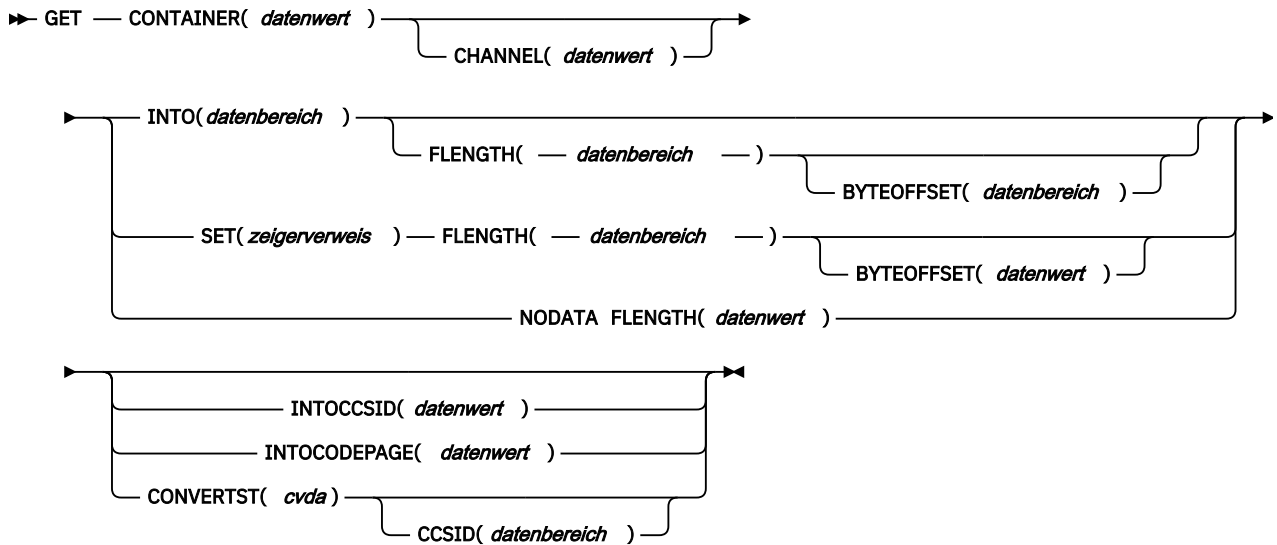 GET CONTAINER( datenwert )
CHANNEL( datenwert )
INTO( datenbereich )
FLENGTH( datenbereich )
BYTEOFFSET( datenbereich )
SET( zeigerverweis ) FLENGTH( datenbereich )
BYTEOFFSET( datenwert )
NODATA FLENGTH( datenwert )
INTOCCSID( datenwert )
INTOCODEPAGE( datenwert )
CONVERTST( cvda )
CCSID( datenbereich )